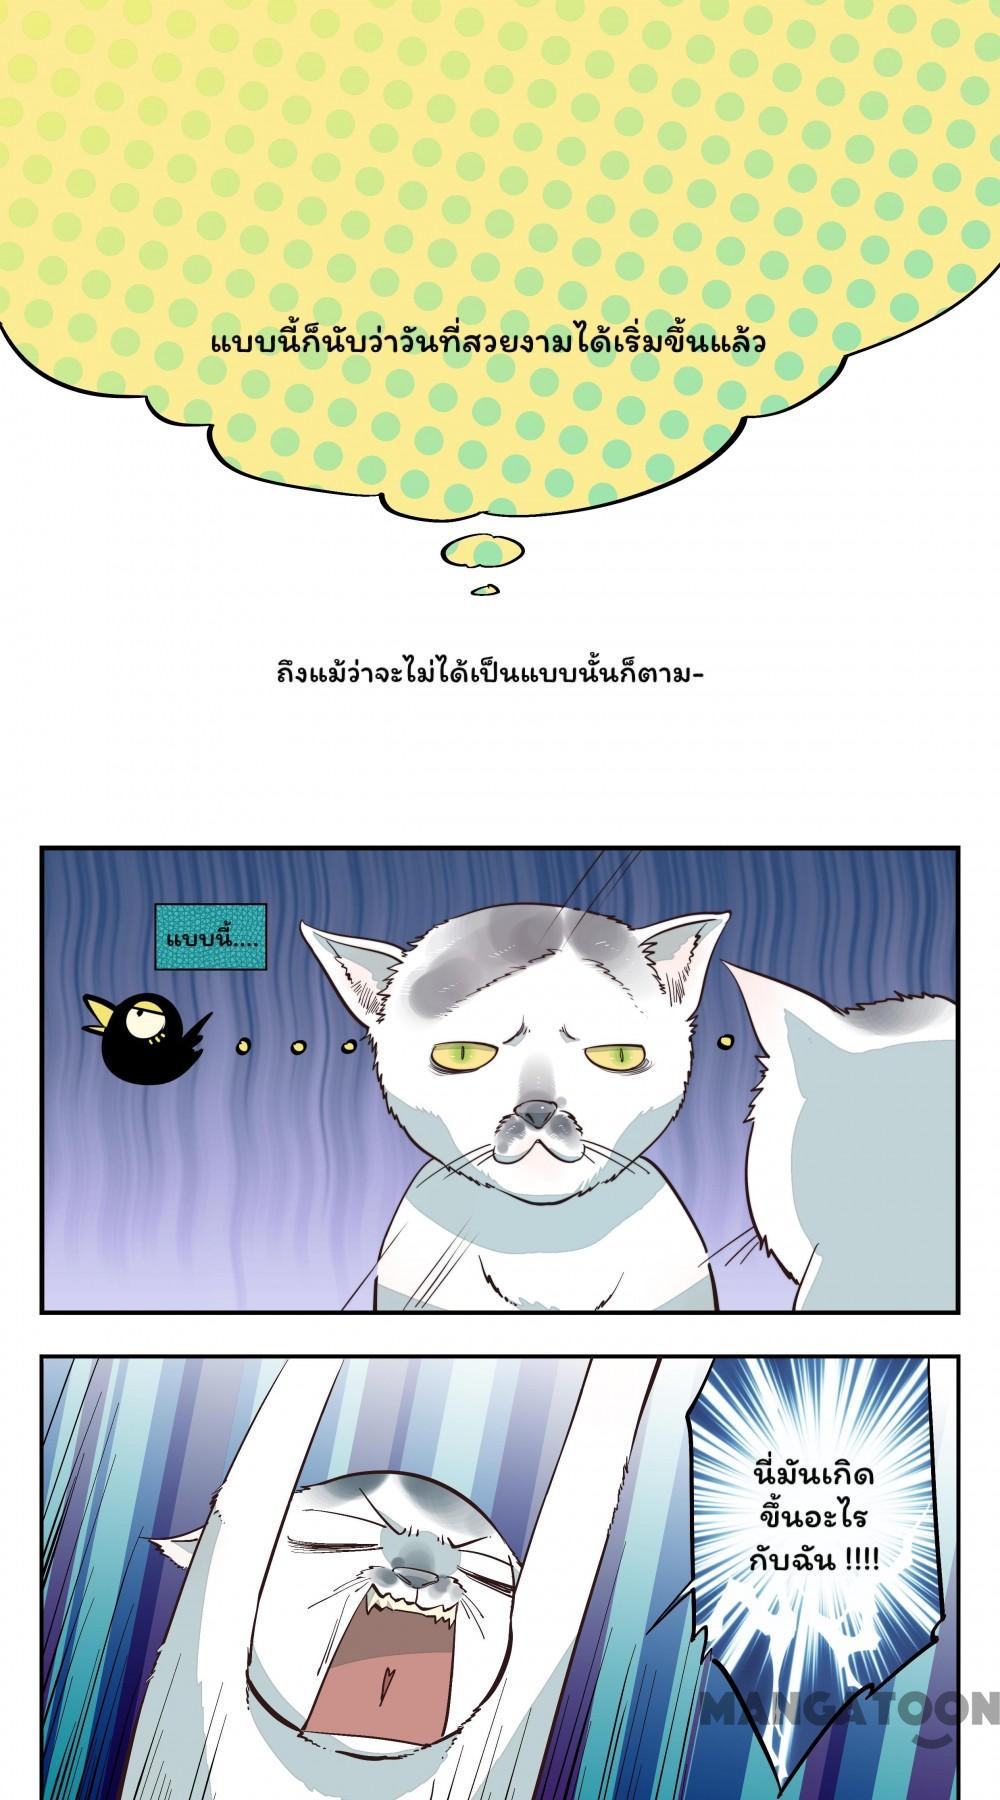 แบบนี้ก็นับว่าวันที่สวยงามได้เริ่มขึ้นแล้ว
ถึงแม้ว่าจะไม่ได้เป็นแบบนั้นก็ตาม-
แบบนี้....
นี่มันเกิด
ขึ้นอะไร
กับฉัน !!!!
MANGATOON